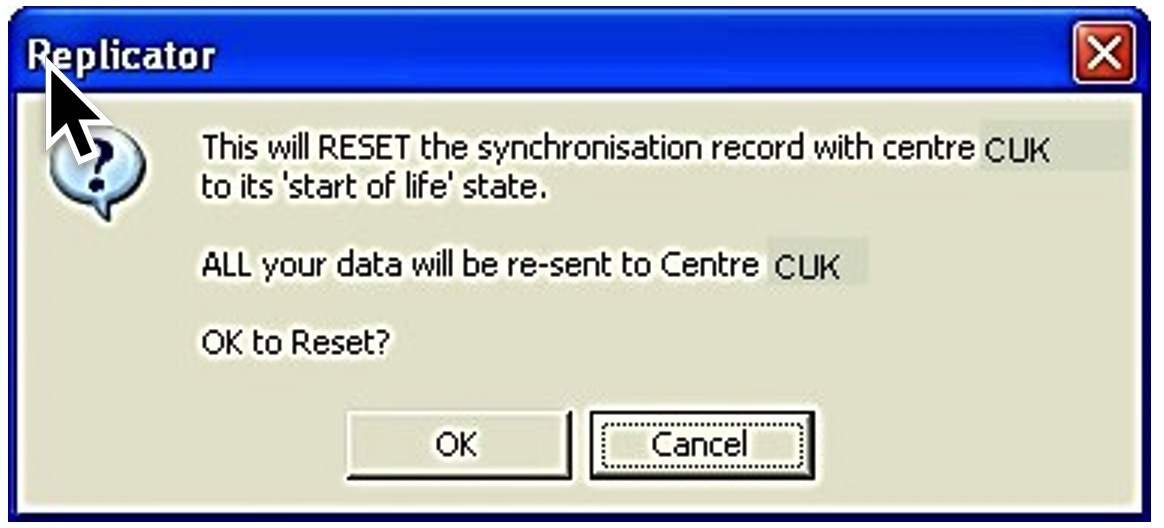 Replicator
This will RESET the synchronisation record with centre CUK
to its 'start of life' state.
ALL your data will be re-sent to Centre CUK
OK to Reset?
OK
Cancel